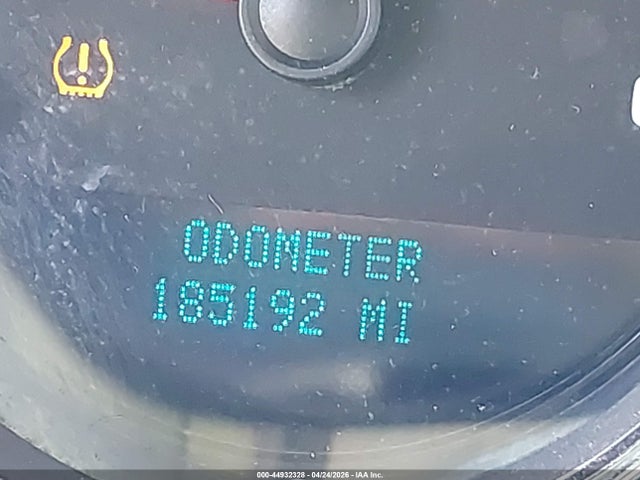 ODOMETER
185192 MI
000-44932328 - 04/24/2026 - IAA Inc.